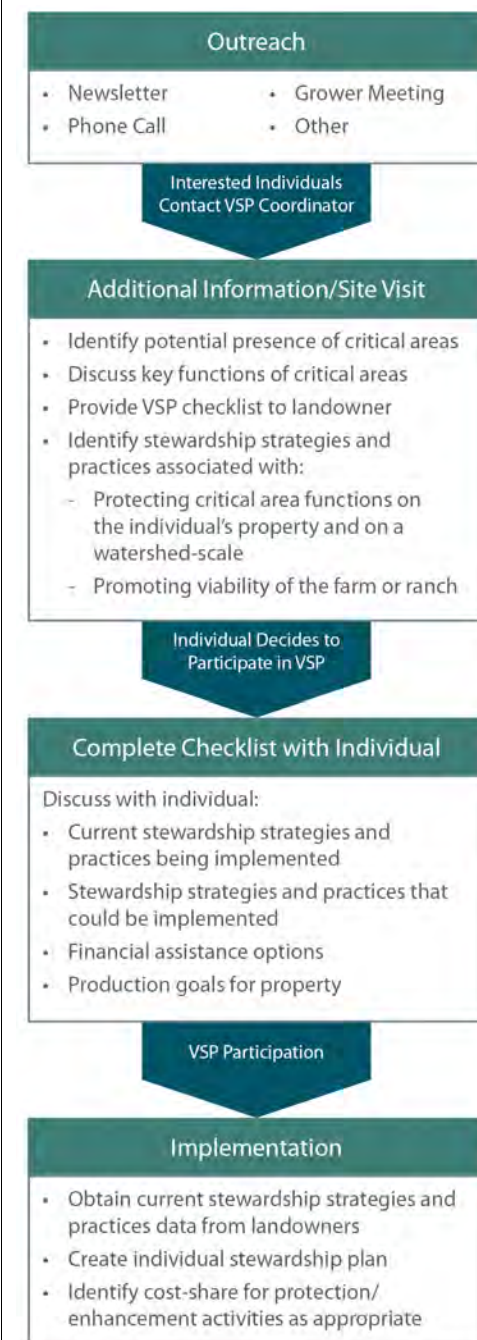 Outreach
• Newsletter
• Phone Call
• Grower Meeting
• Other
Interested Individuals
Contact VSP Coordinator
Additional Information/Site Visit
• Identify potential presence of critical areas
• Discuss key functions of critical areas
• Provide VSP checklist to landowner
• Identify stewardship strategies and
practices associated with:
- Protecting critical area functions on
the individual's property and on a
watershed-scale
- Promoting viability of the farm or ranch
Individual Decides to
Participate in VSP
Complete Checklist with Individual
Discuss with individual:
• Current stewardship strategies and
practices being implemented
• Stewardship strategies and practices that
could be implemented
• Financial assistance options
• Production goals for property
VSP Participation
Implementation
• Obtain current stewardship strategies and
practices data from landowners
• Create individual stewardship plan
• Identify cost-share for protection/
enhancement activities as appropriate